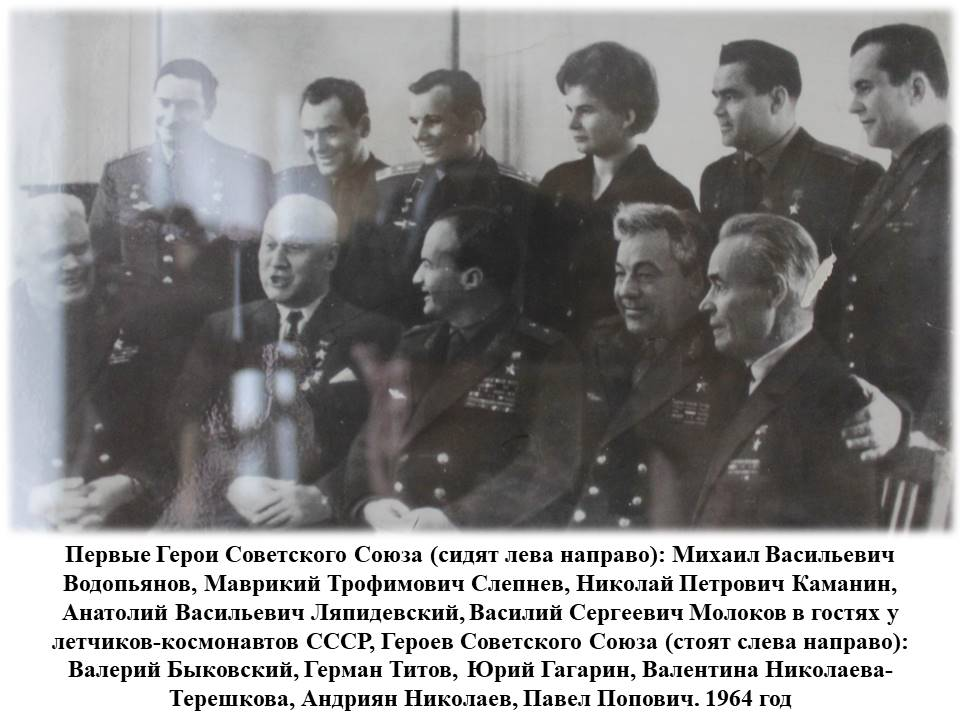 Первые Герои Советского Союза (сидят лева направо): Михаил Васильевич
Водопьянов, Маврикий Трофимович Слепнев, Николай Петрович Каманин,
Анатолий Васильевич Ляпидевский, Василий Сергеевич Молоков в гостях у
летчиков-космонавтов СССР, Героев Советского Союза (стоят слева направо):
Валерий Быковский, Герман Титов, Юрий Гагарин, Валентина Николаева-
Терешкова, Андриян Николаев, Павел Попович. 1964 год